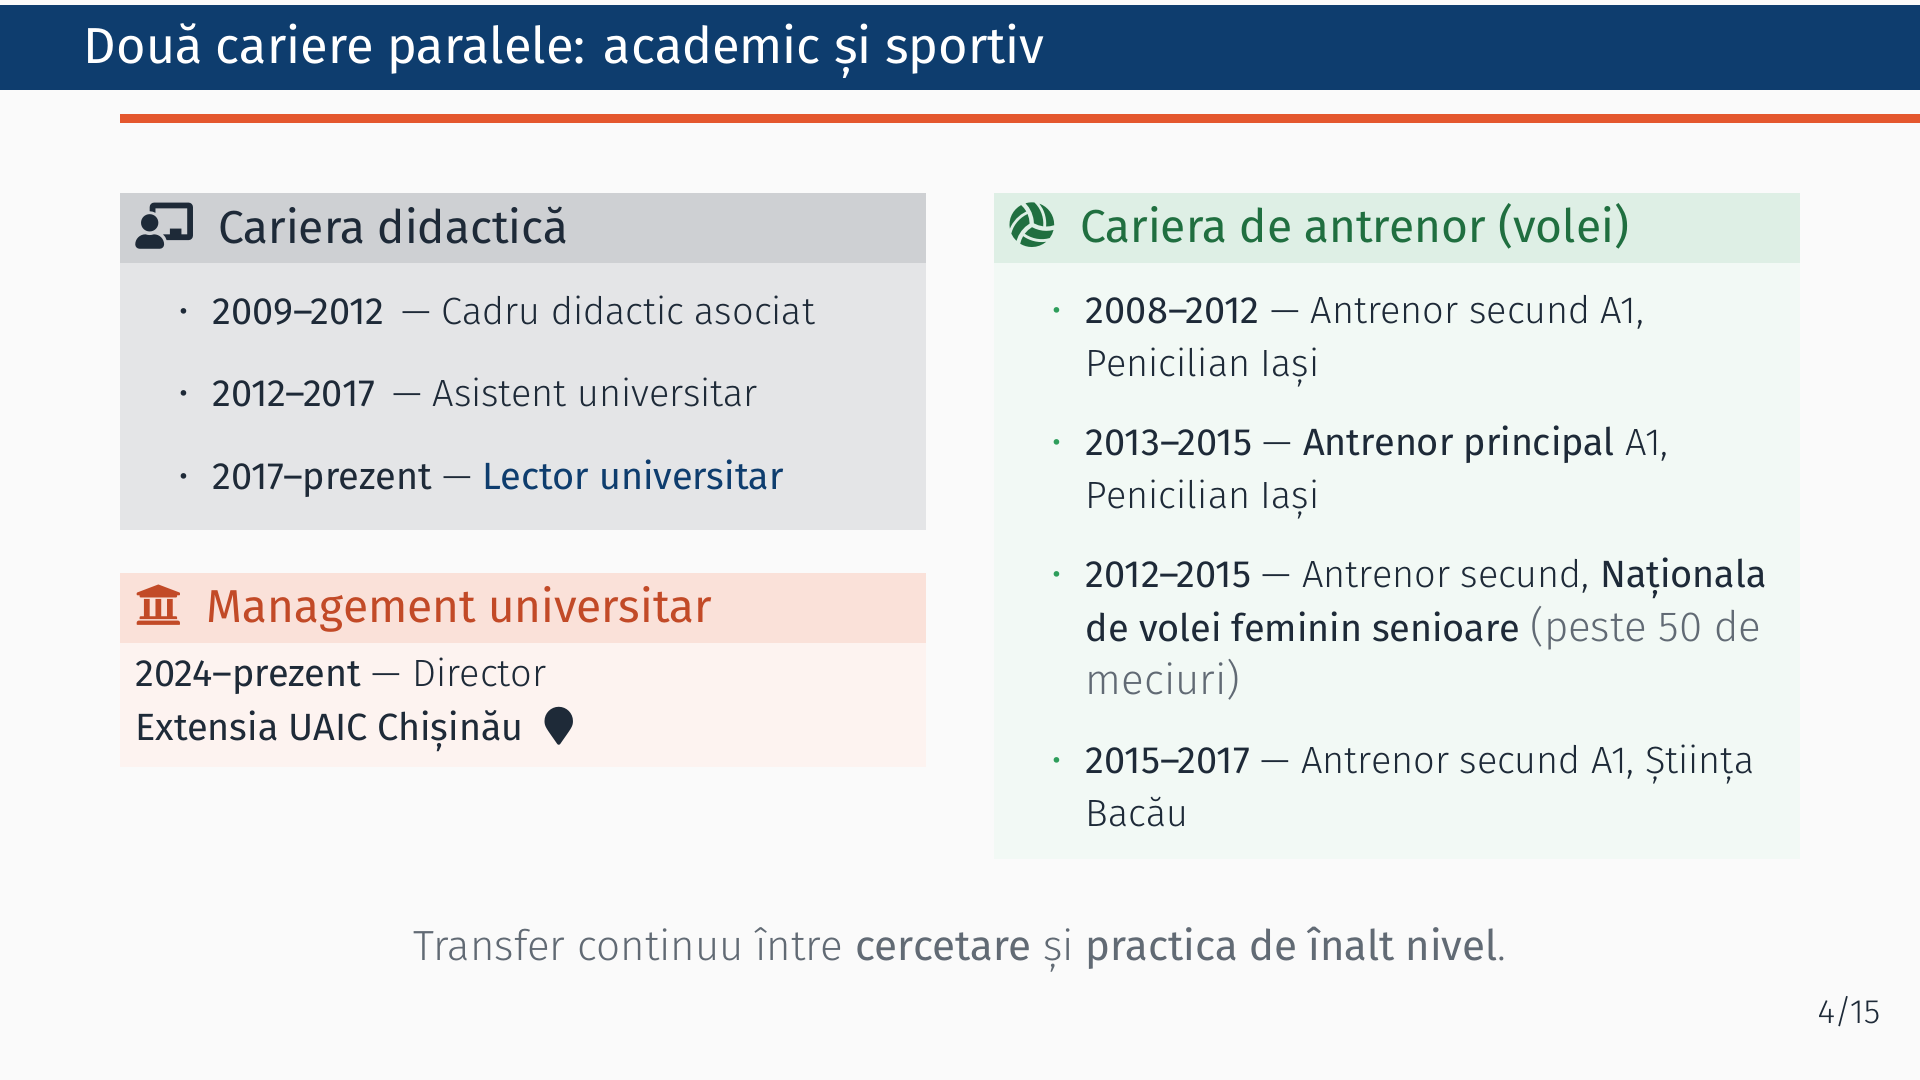 Două cariere paralele: academic și sportiv
Cariera didactică
• 2009–2012 — Cadru didactic asociat
• 2012–2017 — Asistent universitar
• 2017–prezent — Lector universitar
Management universitar
2024–prezent — Director
Extensia UAIC Chișinău
Cariera de antrenor (volei)
• 2008–2012 — Antrenor secund A1,
Penicilian Iași
• 2013–2015 — Antrenor principal A1,
Penicilian Iași
• 2012–2015 — Antrenor secund, Naționala
de volei feminin senioare (peste 50 de
meciuri)
• 2015–2017 — Antrenor secund A1, Știința
Bacău
Transfer continuu între cercetare și practica de înalt nivel.
4/15